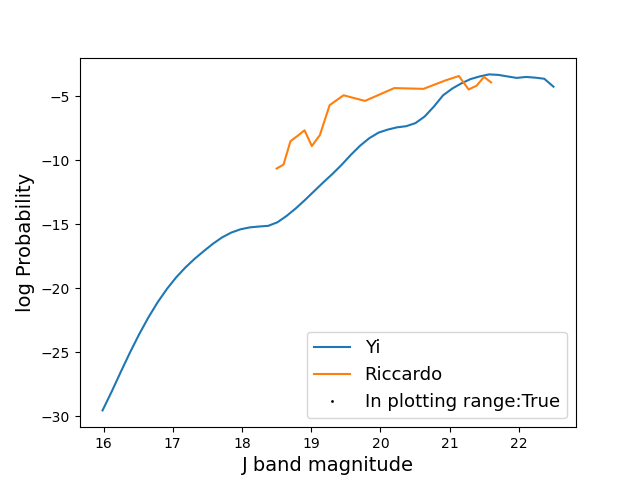 −5
−10
−15
−20
−25
−30
log Probability
Yi
Riccardo
In plotting range:True
16 17 18 19 20 21 22
J band magnitude